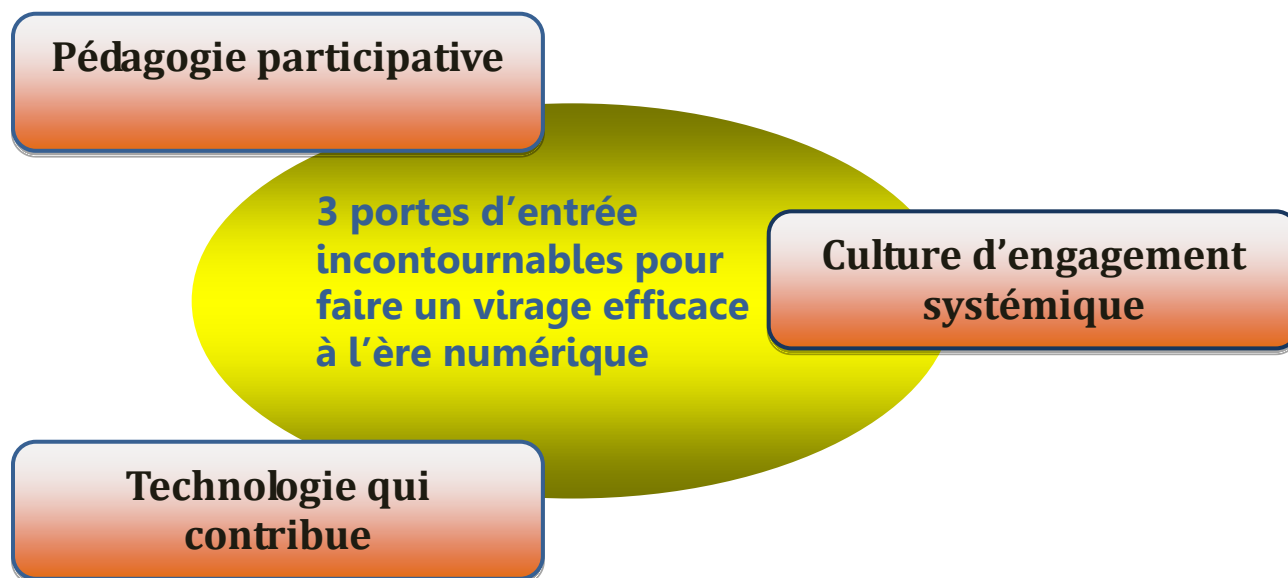 Pédagogie participative
3 portes d’entrée
incontournables pour
faire un virage efficace
à l’ère numérique
Culture d’engagement
systémique
Technologie qui
contribue